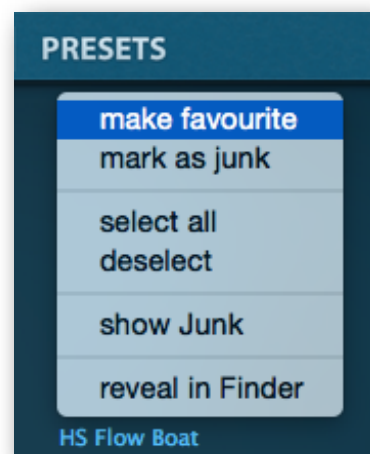 PRESETS
make favourite
mark as junk
select all
deselect
show Junk
reveal in Finder
HS Flow Boat